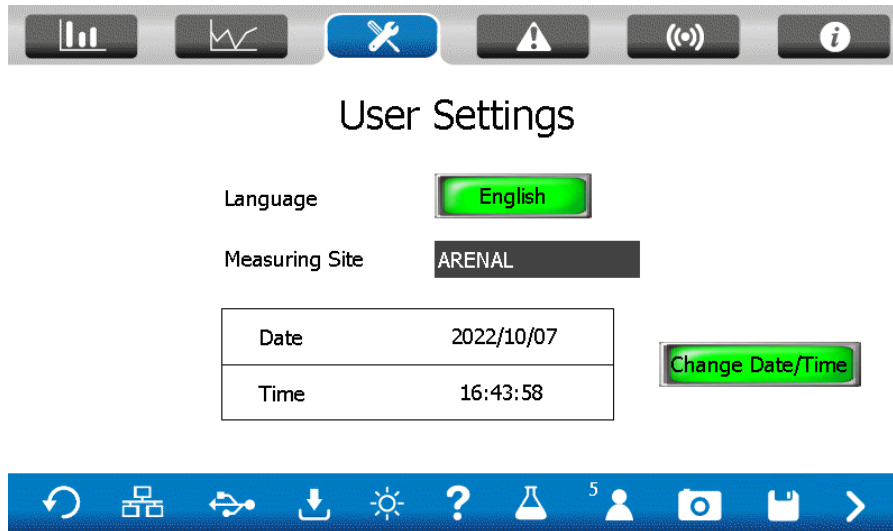 User Settings
Language English
Measuring Site ARENAL
Date 2022/10/07
Change Date/Time
Time 16:43:58
5